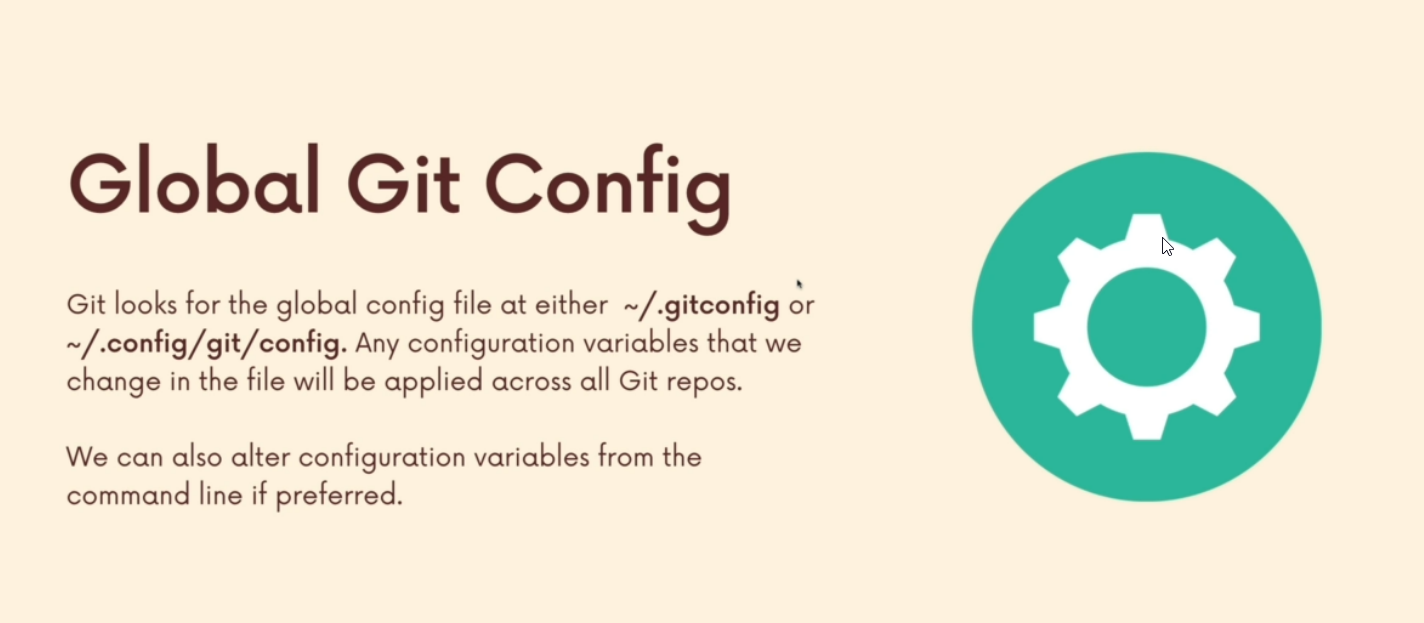 Global Git Config
Git looks for the global config file at either ~/.gitconfig or
~/.config/git/config. Any configuration variables that we
change in the file will be applied across all Git repos.
We can also alter configuration variables from the
command line if preferred.